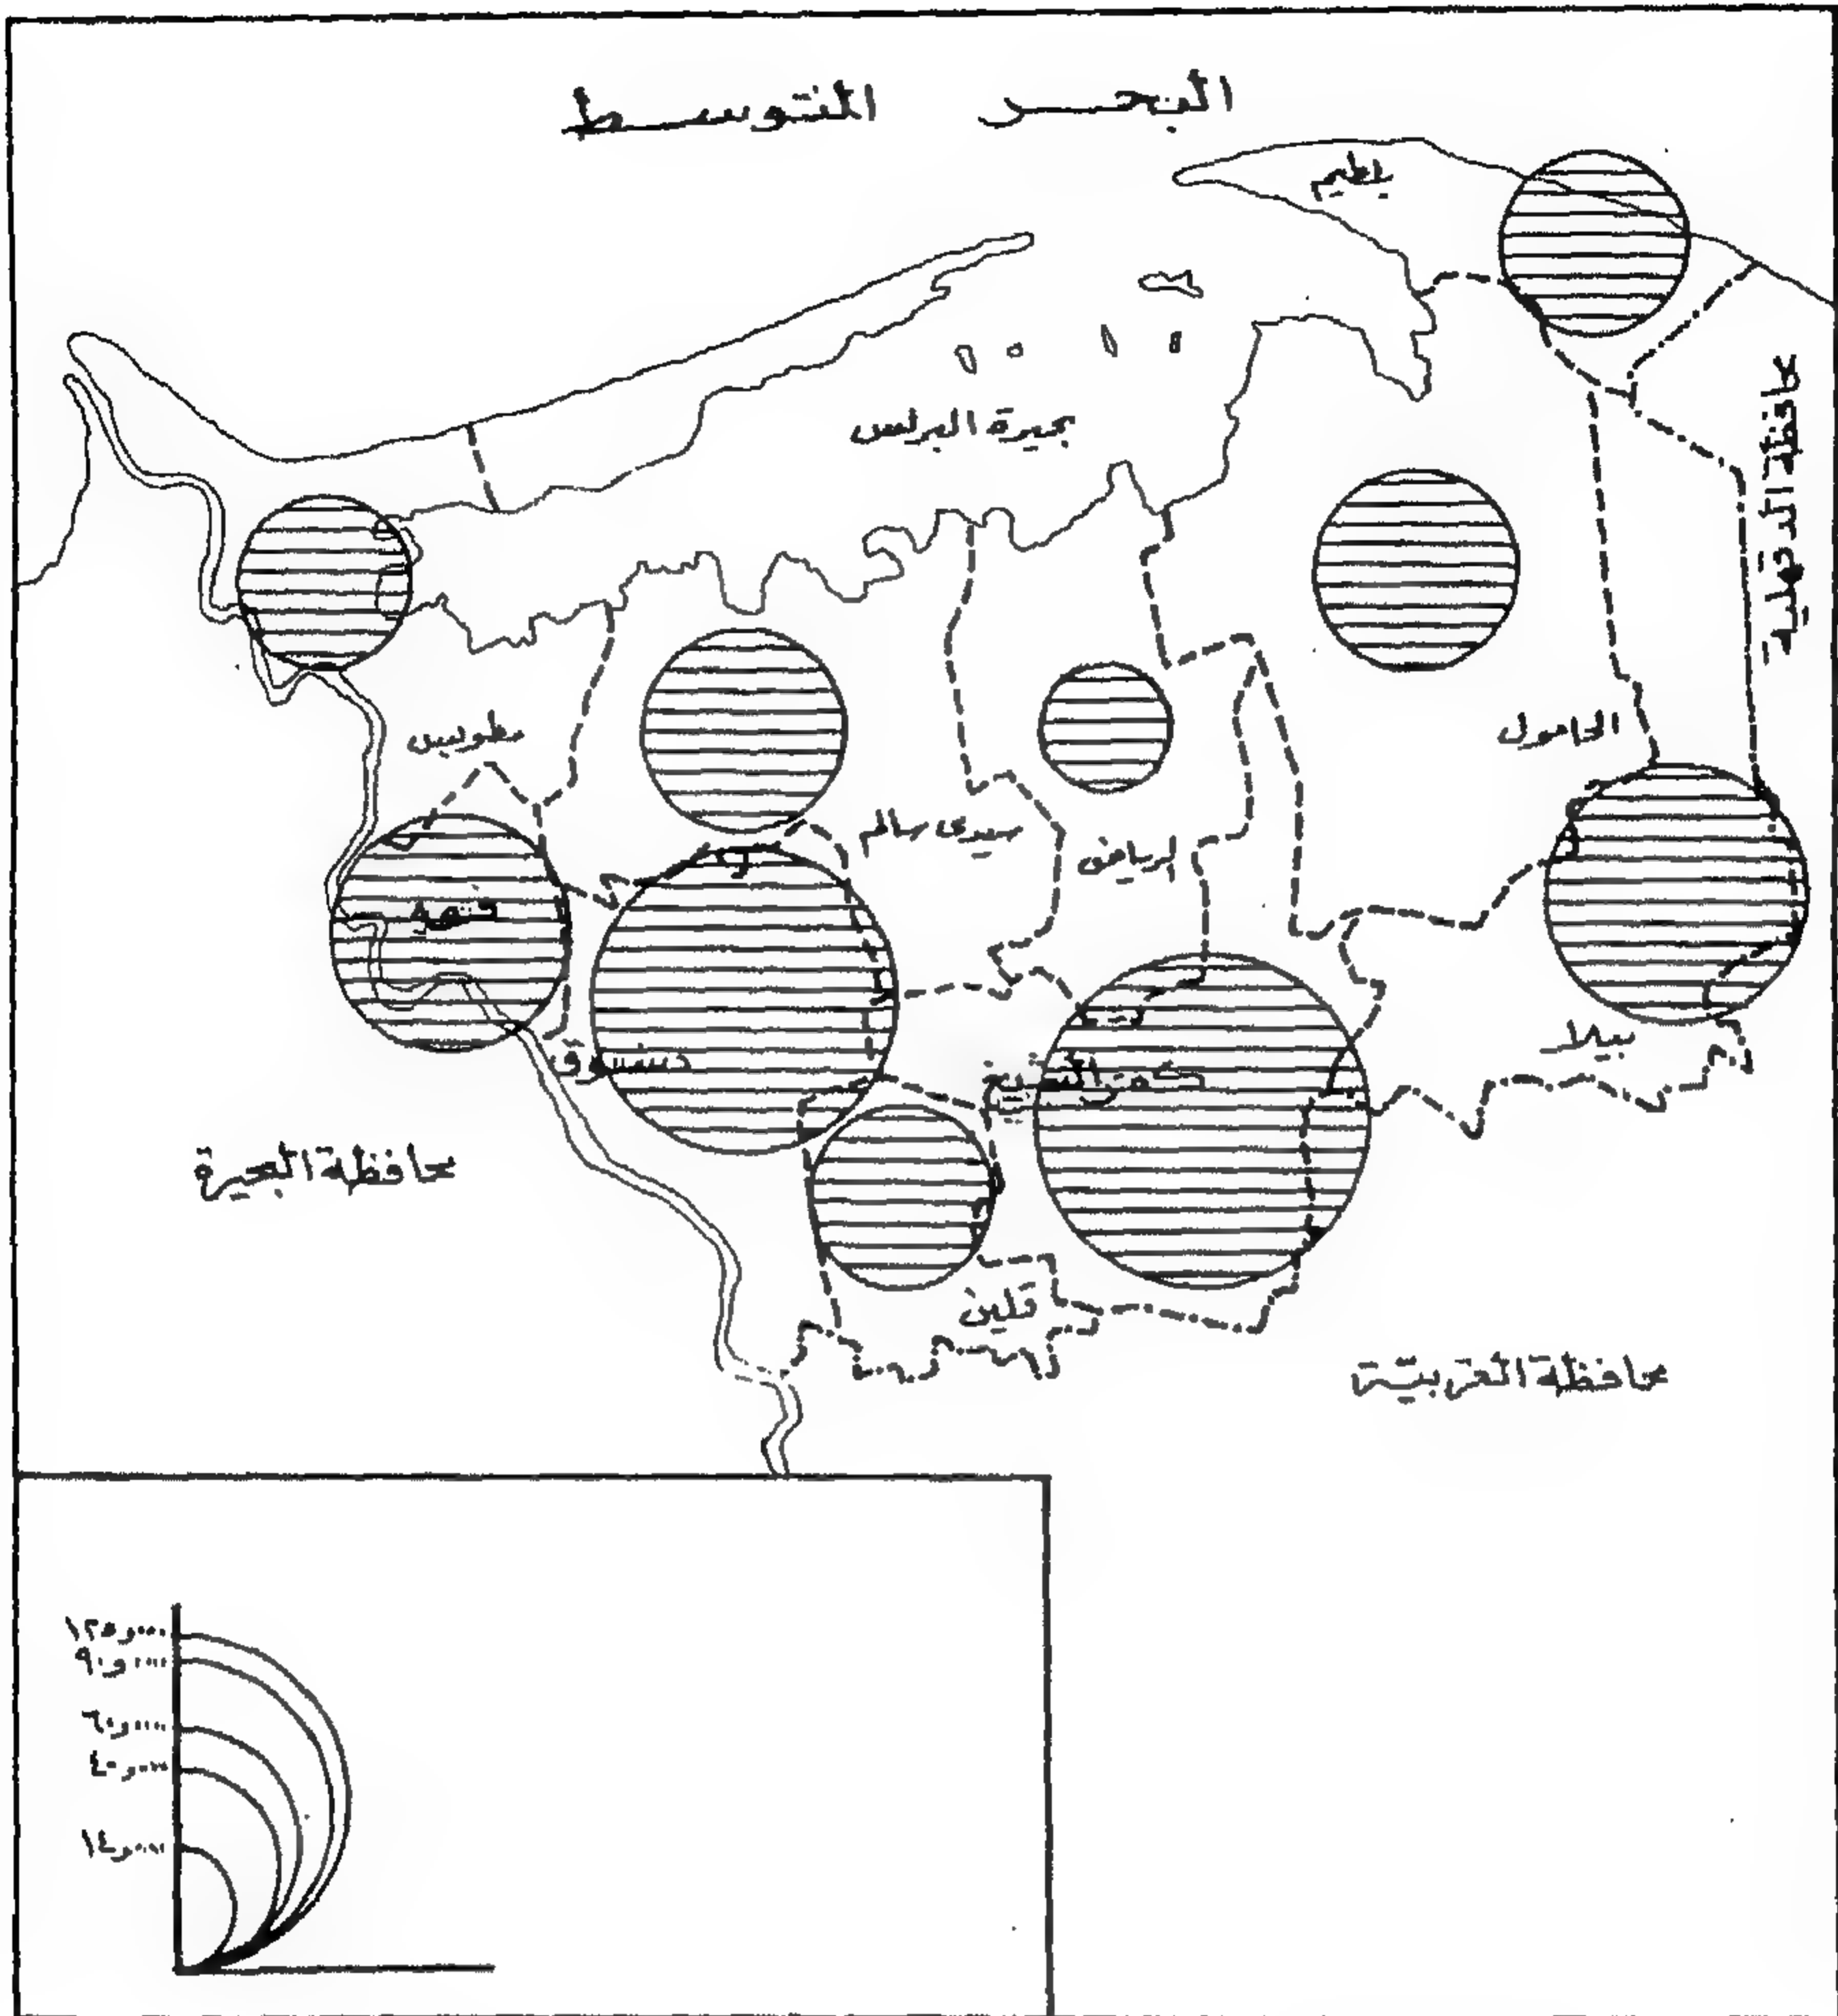 البحر المتوسط
بلطيم
بحيرة البرلس
محافظة الدقهلية
مطوبس
الحامول
سيدى سالم
الرياض
فوه
دسوق
كفر الشيخ
بيلا
محافظة البحيرة
قلين
محافظة الغربية
١٢٥٫٠٠٠
٩٠٫٠٠٠
٦٠٫٠٠٠
٤٠٫٠٠٠
١٤٫٠٠٠